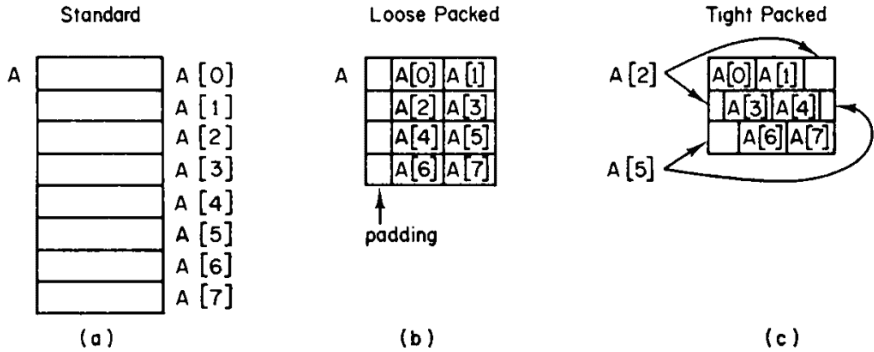 Standard
Loose Packed
Tight Packed
A
A [0]
A [1]
A [2]
A [3]
A [4]
A [5]
A [6]
A [7]
(a)
A
A[0] A[1]
A[2] A[3]
A[4] A[5]
A[6] A[7]
padding
(b)
A [2]
A[0] A[1]
A[3] A[4]
A[6] A[7]
A [5]
(c)